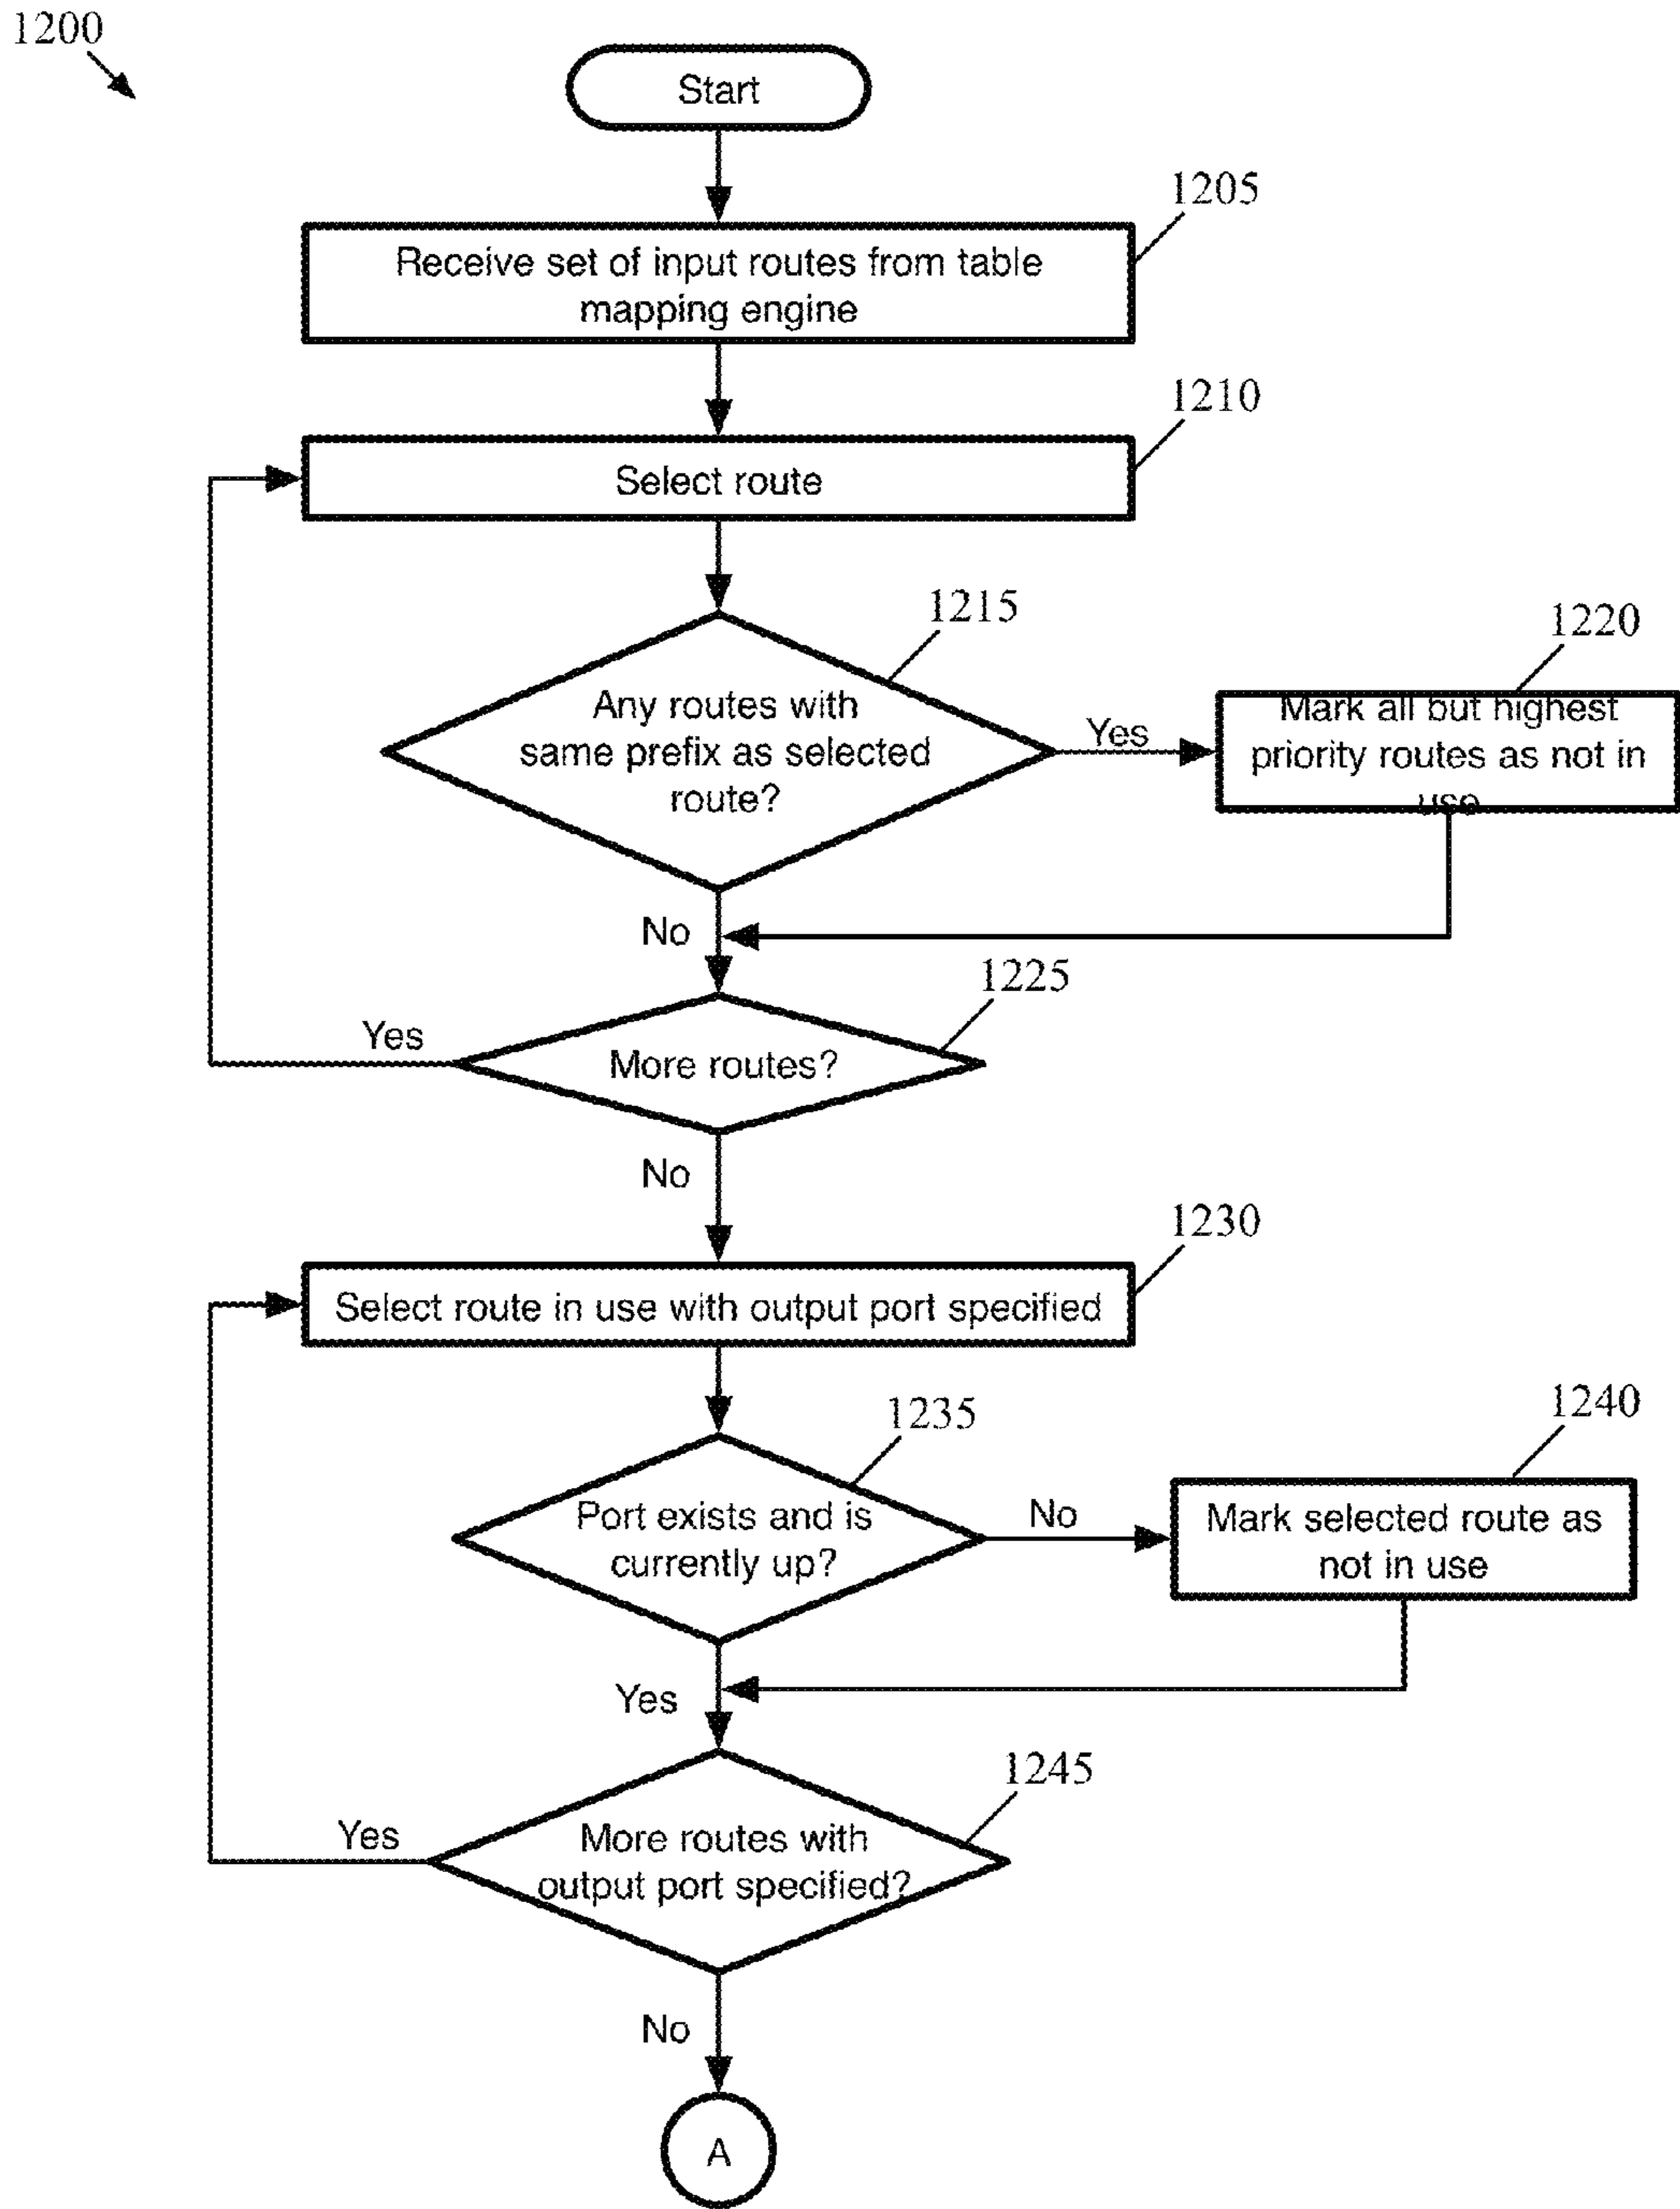 1200
Start
1205
Receive set of input routes from table
mapping engine
1210
Select route
1215
Any routes with
same prefix as selected
route?
Yes
1220
Mark all but highest
priority routes as not in
use
No
1225
Yes
More routes?
No
1230
Select route in use with output port specified
1235
Port exists and is
currently up?
No
1240
Mark selected route as
not in use
Yes
1245
Yes
More routes with
output port specified?
No
A